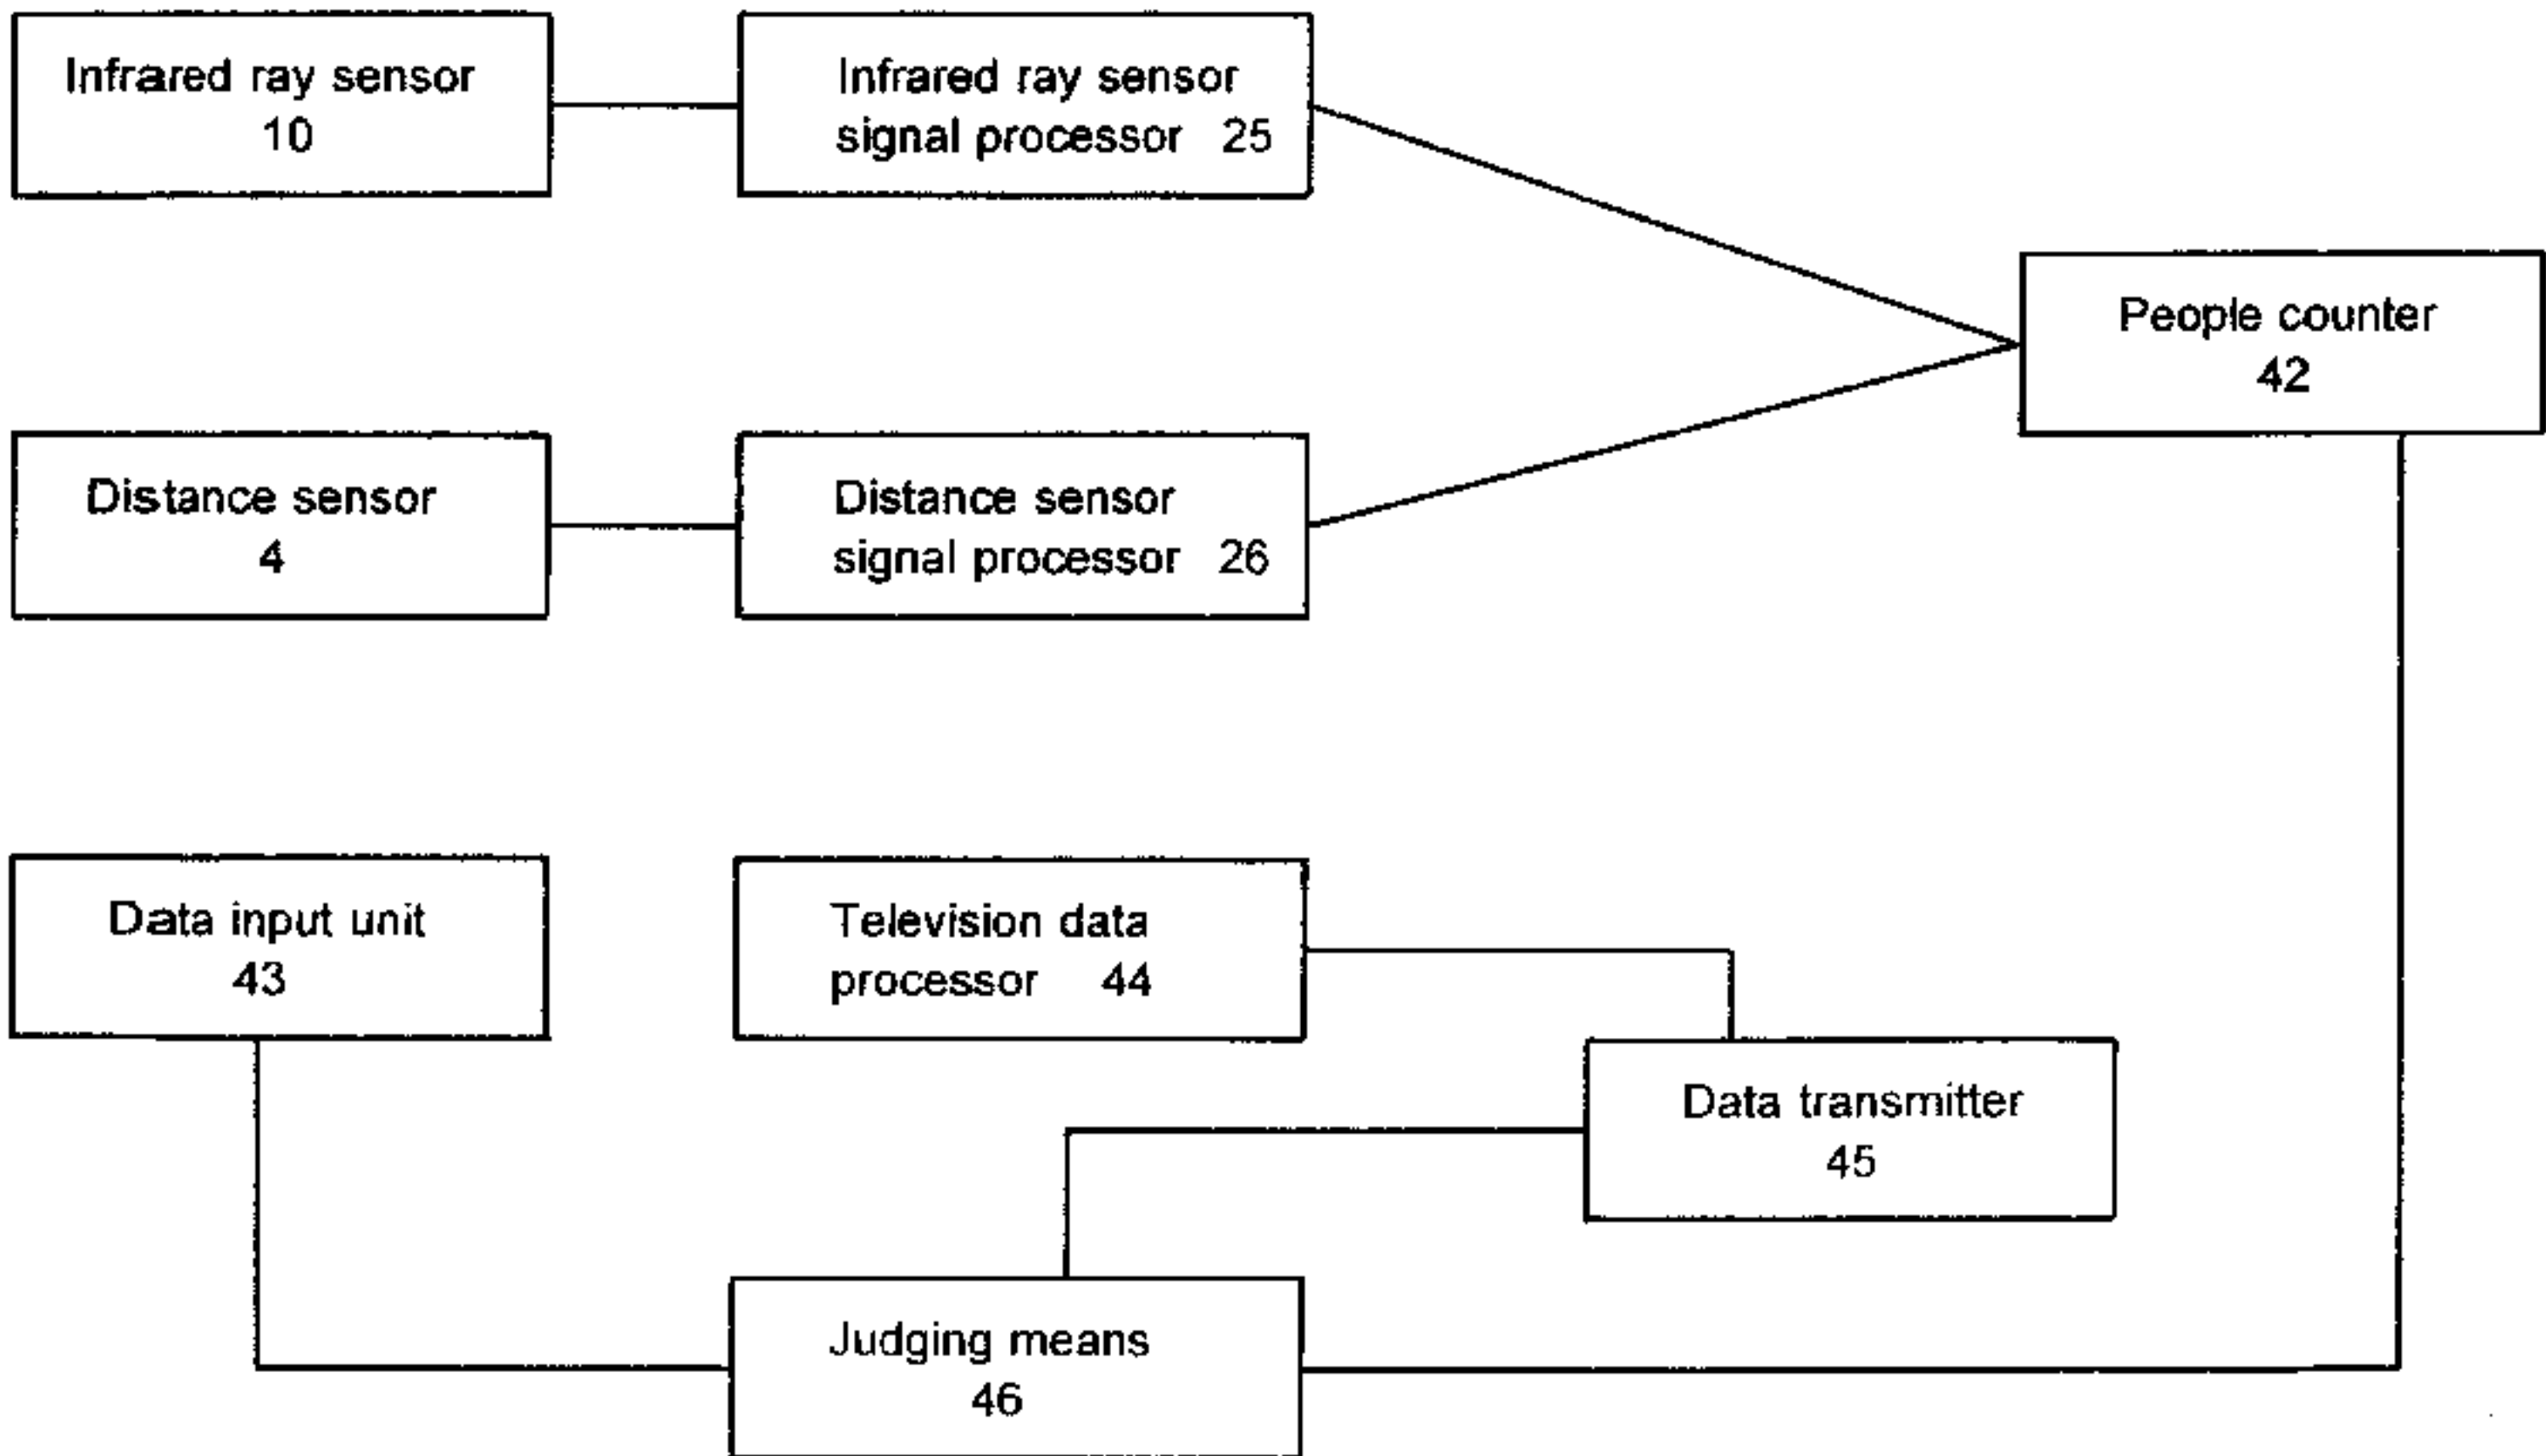 Infrared ray sensor
10
Infrared ray sensor
signal processor 25
People counter
42
Distance sensor
4
Distance sensor
signal processor 26
Data input unit
43
Television data
processor 44
Data transmitter
45
Judging means
46